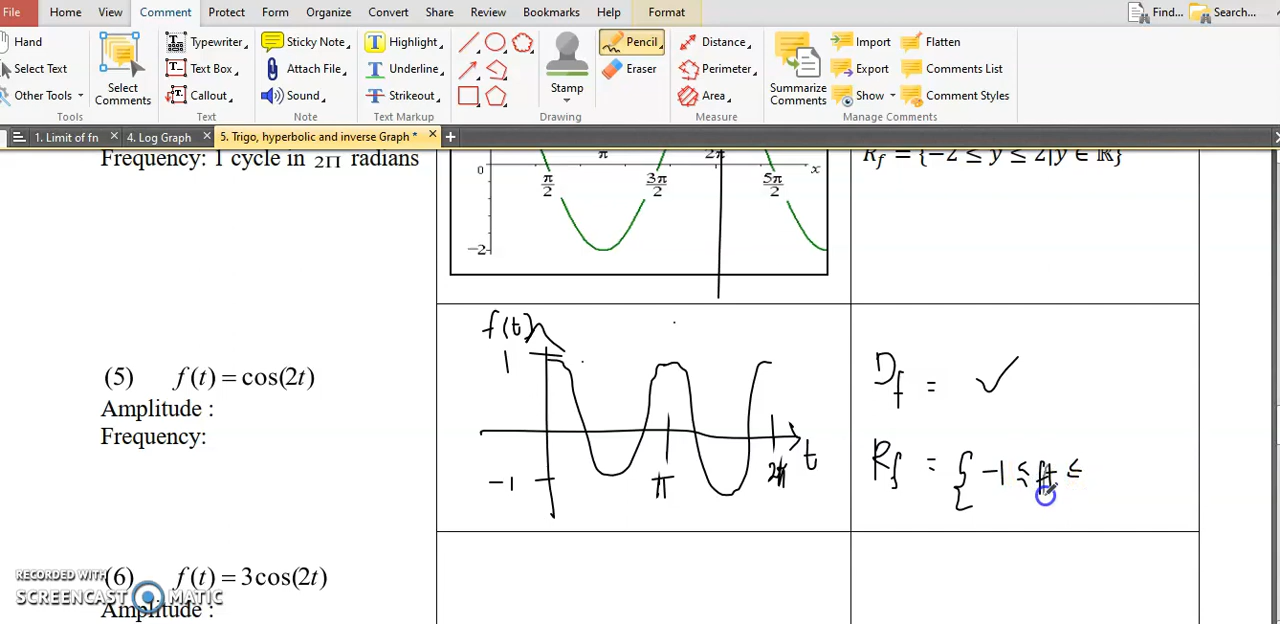 File Home View Comment Protect Form Organize Convert Share Review Bookmarks Help Format Find... Search...
Hand Select Text Other Tools
Select Comments
Tools
Typewriter Text Box Callout
Text
Sticky Note Attach File Sound
Note
Highlight Underline Strikeout
Text Markup
Pencil Eraser
Drawing
Stamp
Distance Perimeter Area
Measure
Summarize Comments
Import Export Show
Flatten Comments List Comment Styles
Manage Comments
1. Limit of fn 4. Log Graph 5. Trigo, hyperbolic and inverse Graph *
Frequency: 1 cycle in 2Π radians
π 2π
0 x
π/2 3π/2 5π/2
−2
R_f = {−2 ≤ y ≤ 2|y ∈ ℝ}
(5) f(t) = cos(2t)
Amplitude :
Frequency:
f(t)
1
−1
π 2π t
D_f = ✓
R_f = { −1 ≤ ft ≤
(6) f(t) = 3cos(2t)
Amplitude :
RECORDED WITH
SCREENCAST MATIC